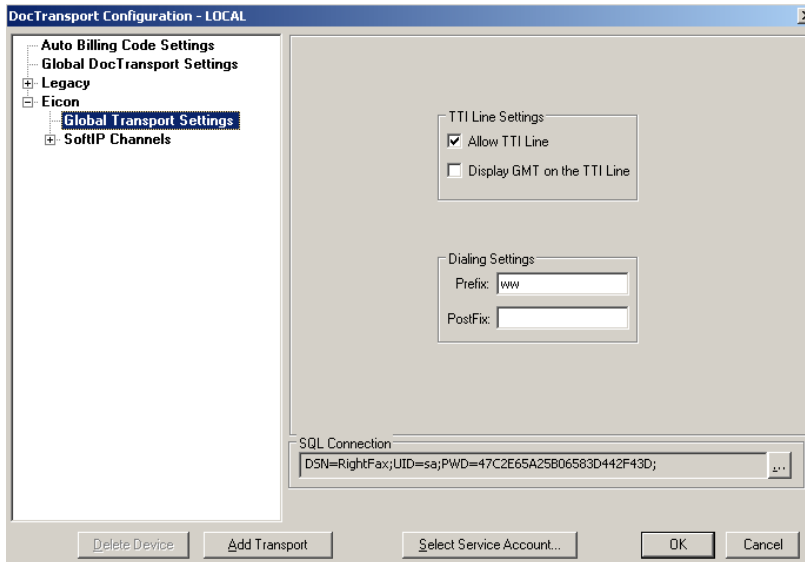 DocTransport Configuration - LOCAL
Auto Billing Code Settings
Global DocTransport Settings
Legacy
Eicon
Global Transport Settings
SoftIP Channels
TTI Line Settings
Allow TTI Line
Display GMT on the TTI Line
Dialing Settings
Prefix: ww
PostFix:
SQL Connection
DSN=RightFax;UID=sa;PWD=47C2E65A25B06583D442F43D;
...
Delete Device Add Transport Select Service Account... OK Cancel